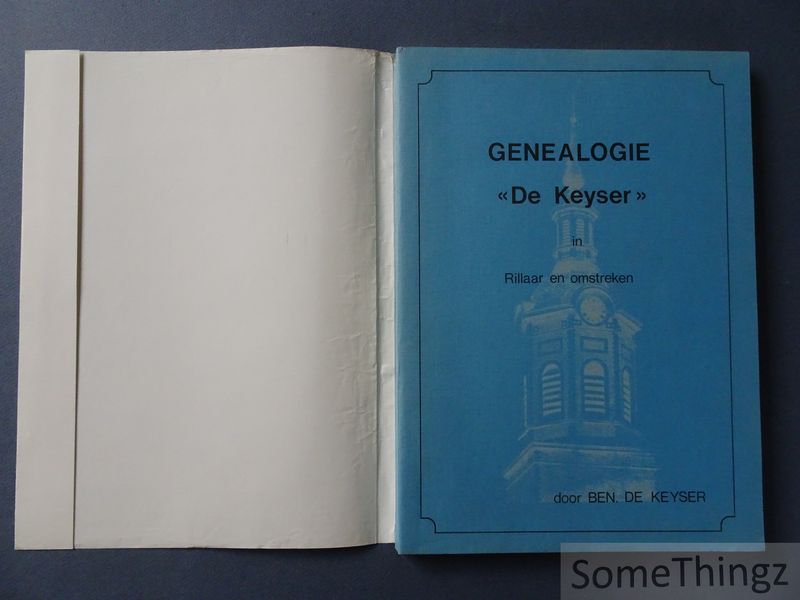 GENEALOGIE
«De Keyser»
in
Rillaar en omstreken
door BEN. DE KEYSER
SomeThingz